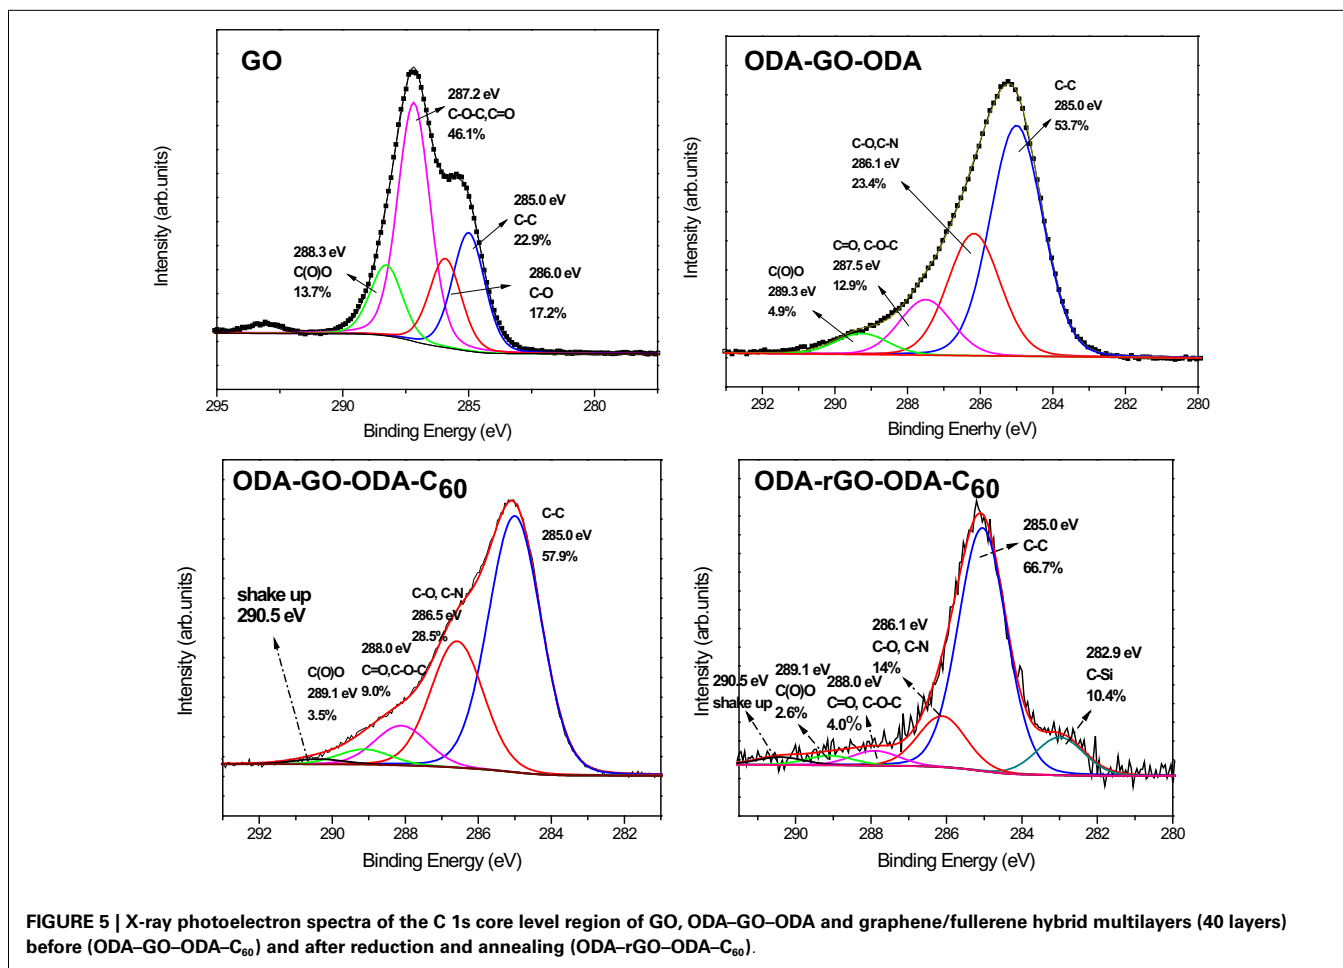 GO
287.2 eV
C-O-C,C=O
46.1%
285.0 eV
C-C
22.9%
288.3 eV
C(O)O
13.7%
286.0 eV
C-O
17.2%
Intensity (arb.units)
295
290
285
280
Binding Energy (eV)
ODA-GO-ODA
C-C
285.0 eV
53.7%
C-O,C-N
286.1 eV
23.4%
C=O, C-O-C
287.5 eV
12.9%
C(O)O
289.3 eV
4.9%
Intensity (arb.units)
292
290
288
286
284
282
280
Binding Enerhy (eV)
ODA-GO-ODA-C60
C-C
285.0 eV
57.9%
C-O, C-N
286.5 eV
28.5%
288.0 eV
C=O,C-O-C
9.0%
C(O)O
289.1 eV
3.5%
shake up
290.5 eV
Intensity (arb.units)
292
290
288
286
284
282
Binding Energy (eV)
ODA-rGO-ODA-C60
285.0 eV
C-C
66.7%
286.1 eV
C-O, C-N
14%
282.9 eV
C-Si
10.4%
290.5 eV
shake up
289.1 eV
C(O)O
2.6%
288.0 eV
C=O, C-O-C
4.0%
Intensity (arb.units)
290
288
286
284
282
280
Binding Energy (eV)
FIGURE 5 | X-ray photoelectron spectra of the C 1s core level region of GO, ODA–GO–ODA and graphene/fullerene hybrid multilayers (40 layers)
before (ODA–GO–ODA–C60) and after reduction and annealing (ODA–rGO–ODA–C60).